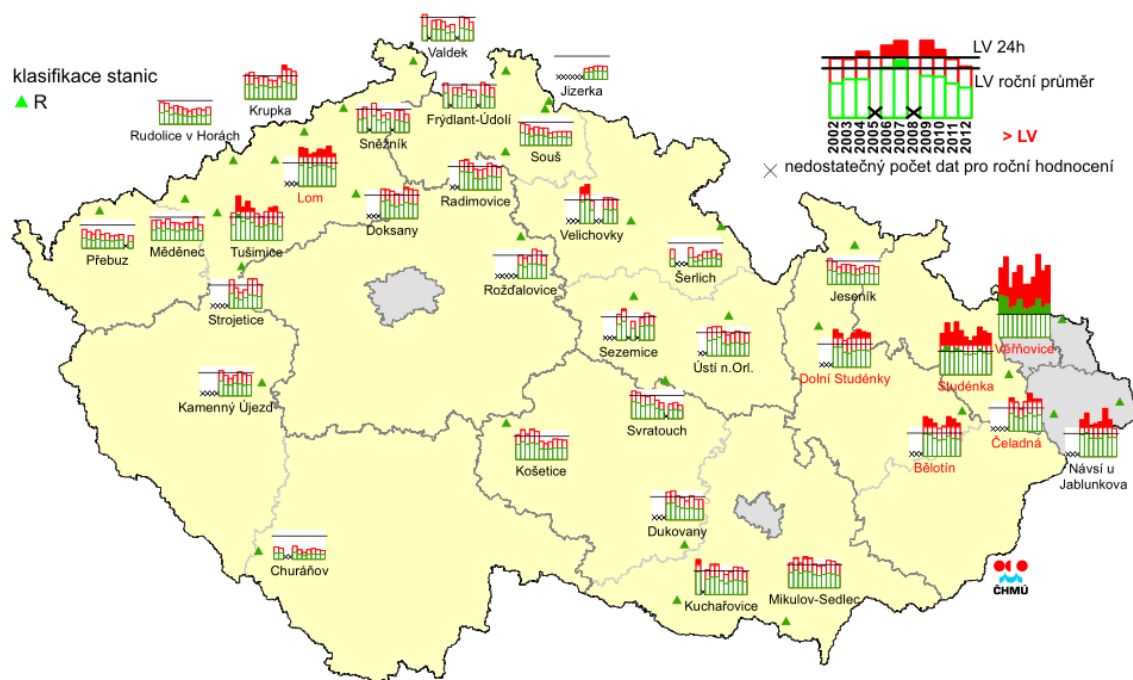 klasifikace stanic
R
LV 24h
LV roční průměr
2002
2003
2004
2005
2006
2007
2008
2009
2010
2011
2012
> LV
nedostatečný počet dat pro roční hodnocení
Valdek
Jizerka
Krupka
Rudolice v Horách
Frýdlant-Údolí
Sněžník
Souš
Lom
Radimovice
Doksany
Velichovky
Přebuz
Měděnec
Tušimice
Šerlich
Rožďalovice
Jeseník
Strojetice
Sezemice
Ústí n.Orl.
Věřňovice
Dolní Studénky
Studénka
Kamenný Újezd
Svratouch
Čeladná
Košetice
Bělotín
Návsí u
Jablunkova
Dukovany
Churáňov
Kuchařovice
Mikulov-Sedlec
ČHMÚ